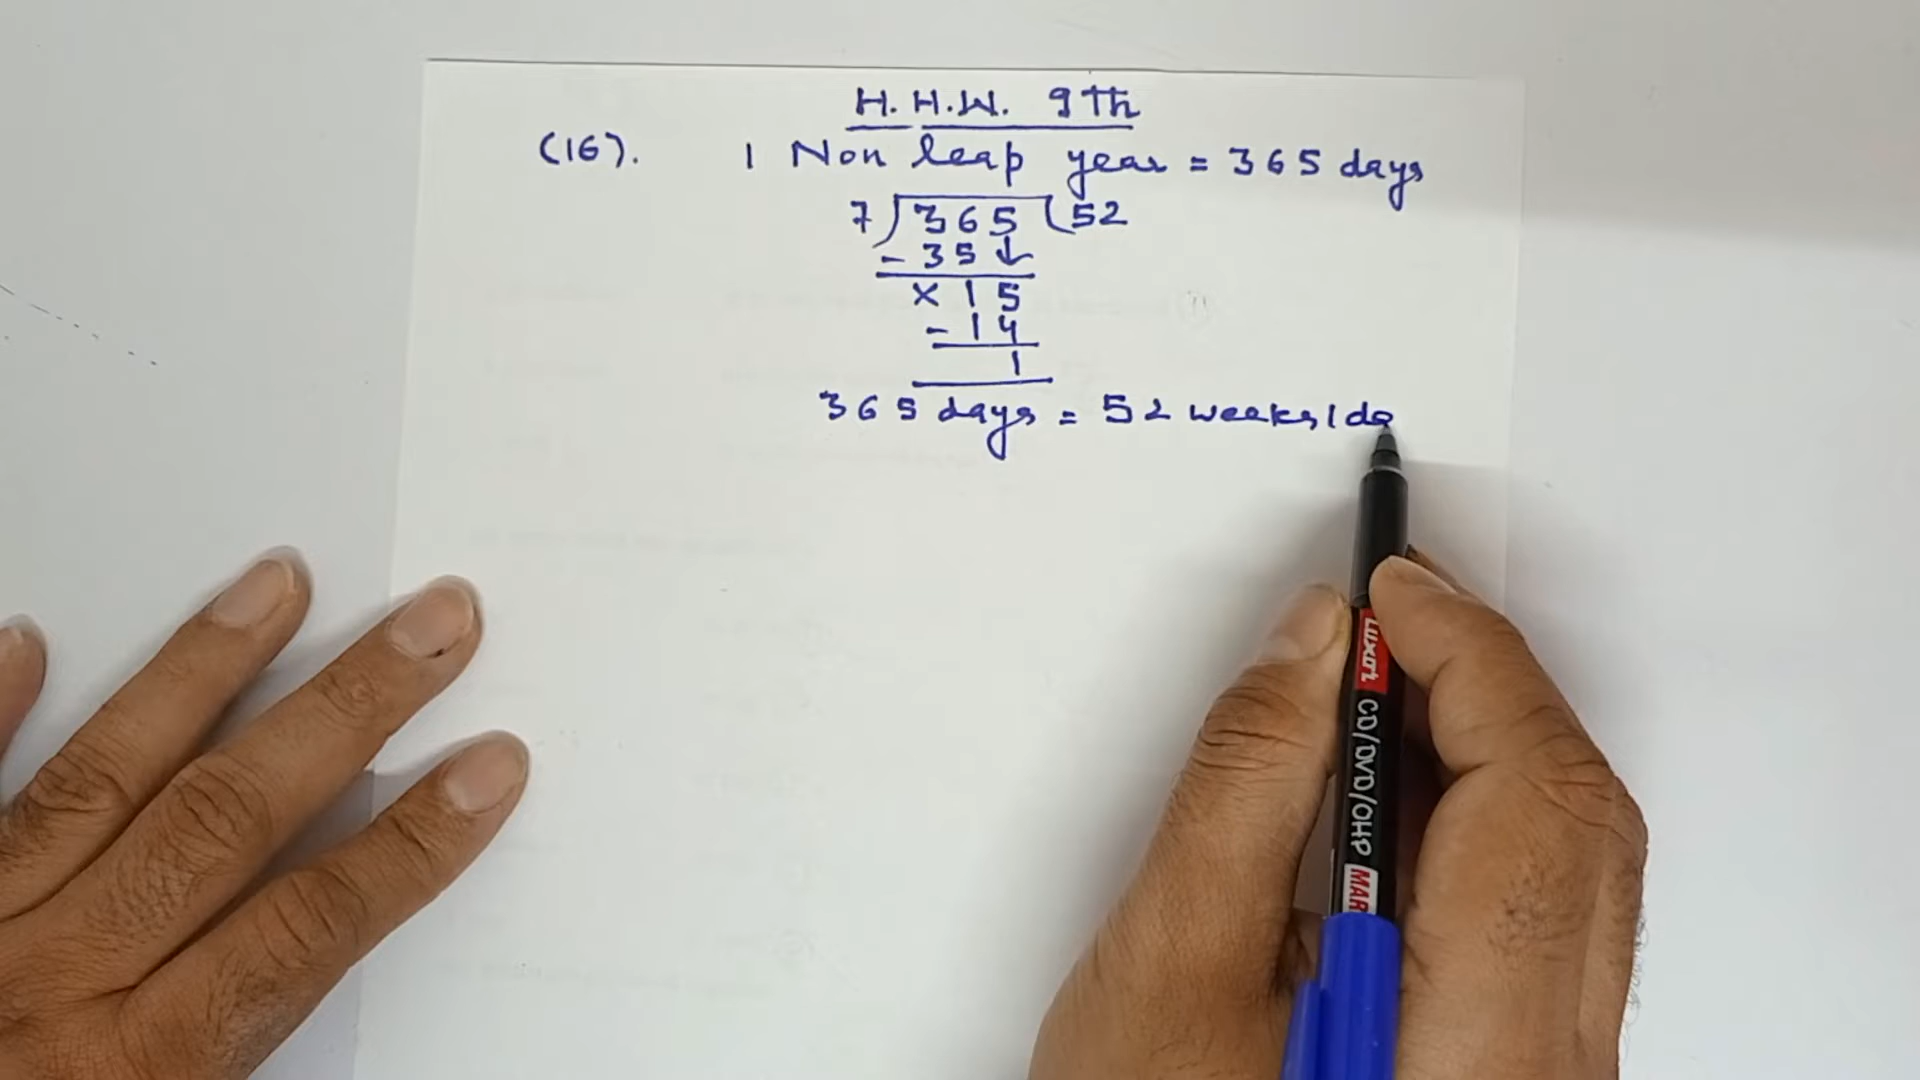 H.H.W. 9Th
(16). 1 Non leap year = 365 days
7)365(52
-35↓
×15
-14
1
365 days = 52 weeks 1 da
Luxor CD/DVD/OHP MAR